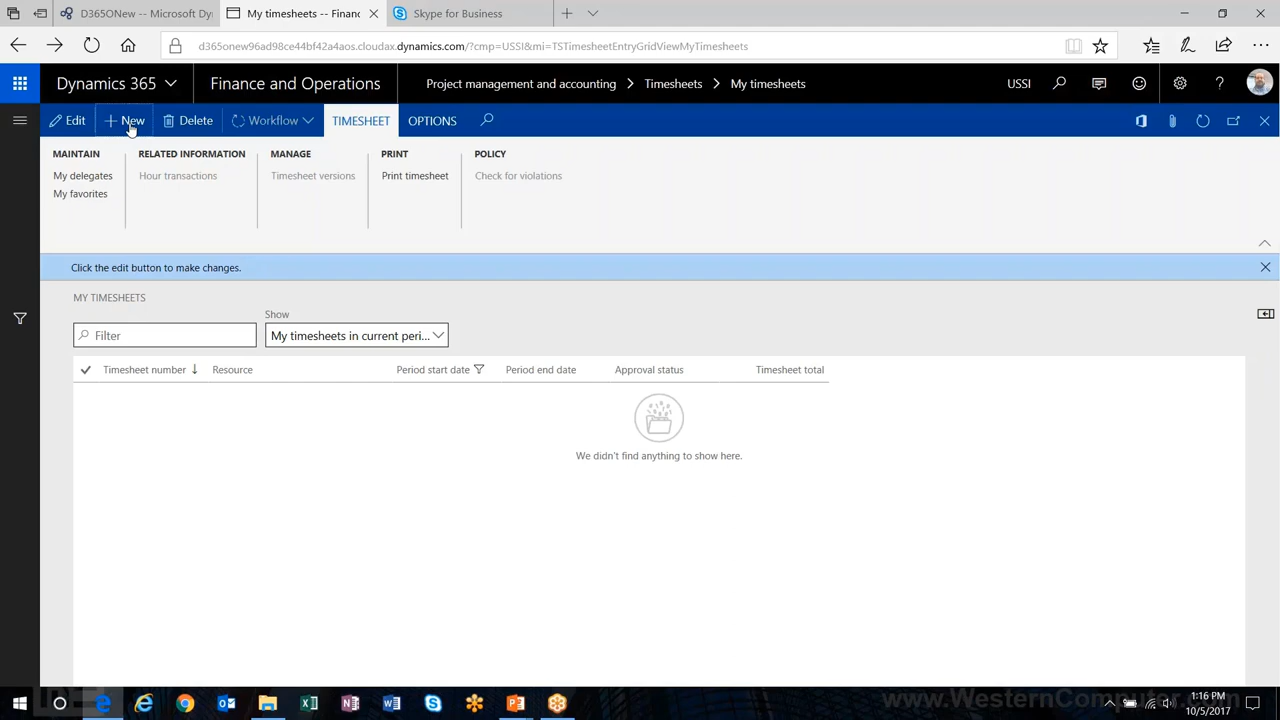 D365ONew -- Microsoft Dy
My timesheets -- Financ
Skype for Business
d365onew96ad98ce44bf42a4aos.cloudax.dynamics.com/?cmp=USSI&mi=TSTimesheetEntryGridViewMyTimesheets
Dynamics 365
Finance and Operations
Project management and accounting > Timesheets > My timesheets
USSI
Edit
New
Delete
Workflow
TIMESHEET
OPTIONS
MAINTAIN
My delegates
My favorites
RELATED INFORMATION
Hour transactions
MANAGE
Timesheet versions
PRINT
Print timesheet
POLICY
Check for violations
Click the edit button to make changes.
MY TIMESHEETS
Show
Filter
My timesheets in current peri...
Timesheet number
Resource
Period start date
Period end date
Approval status
Timesheet total
We didn't find anything to show here.
www.WesternComputer.com
1:16 PM
10/5/2017